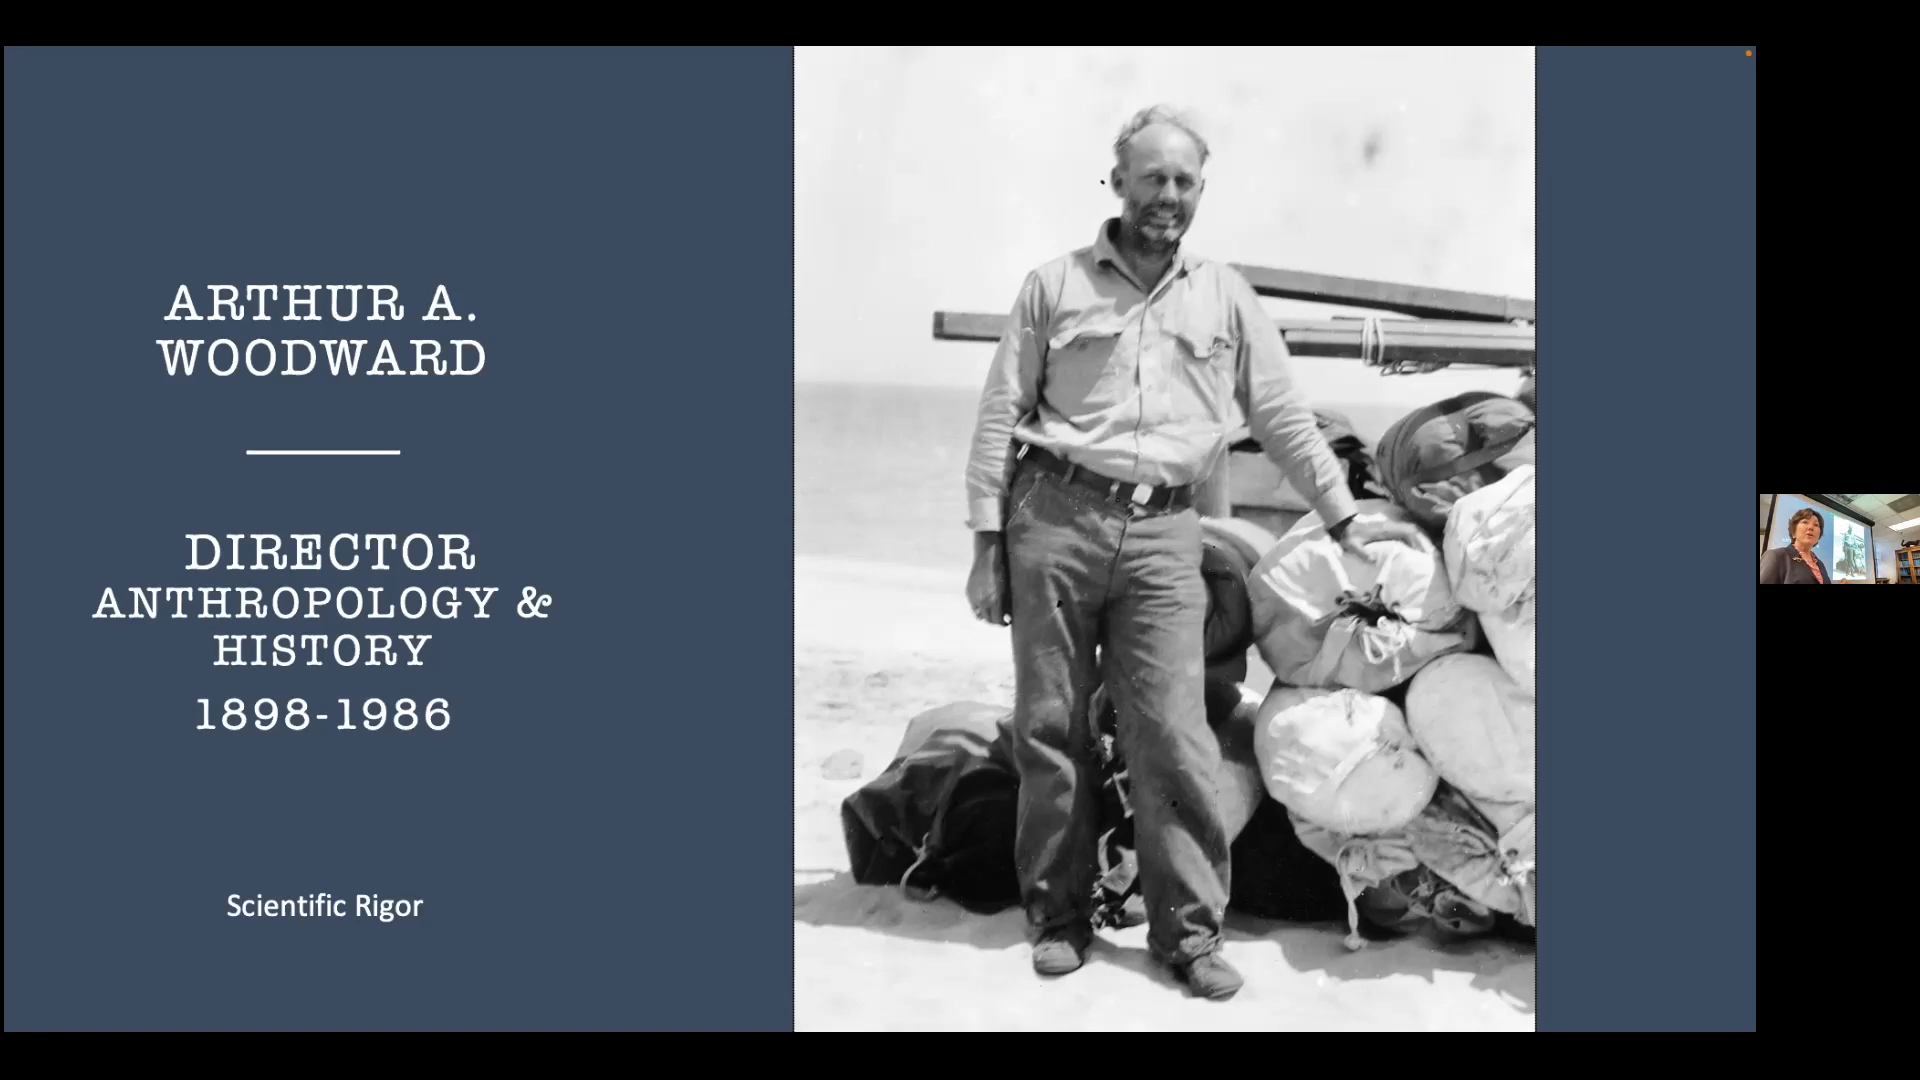 ARTHUR A.
WOODWARD
DIRECTOR
ANTHROPOLOGY &
HISTORY
1898-1986
Scientific Rigor